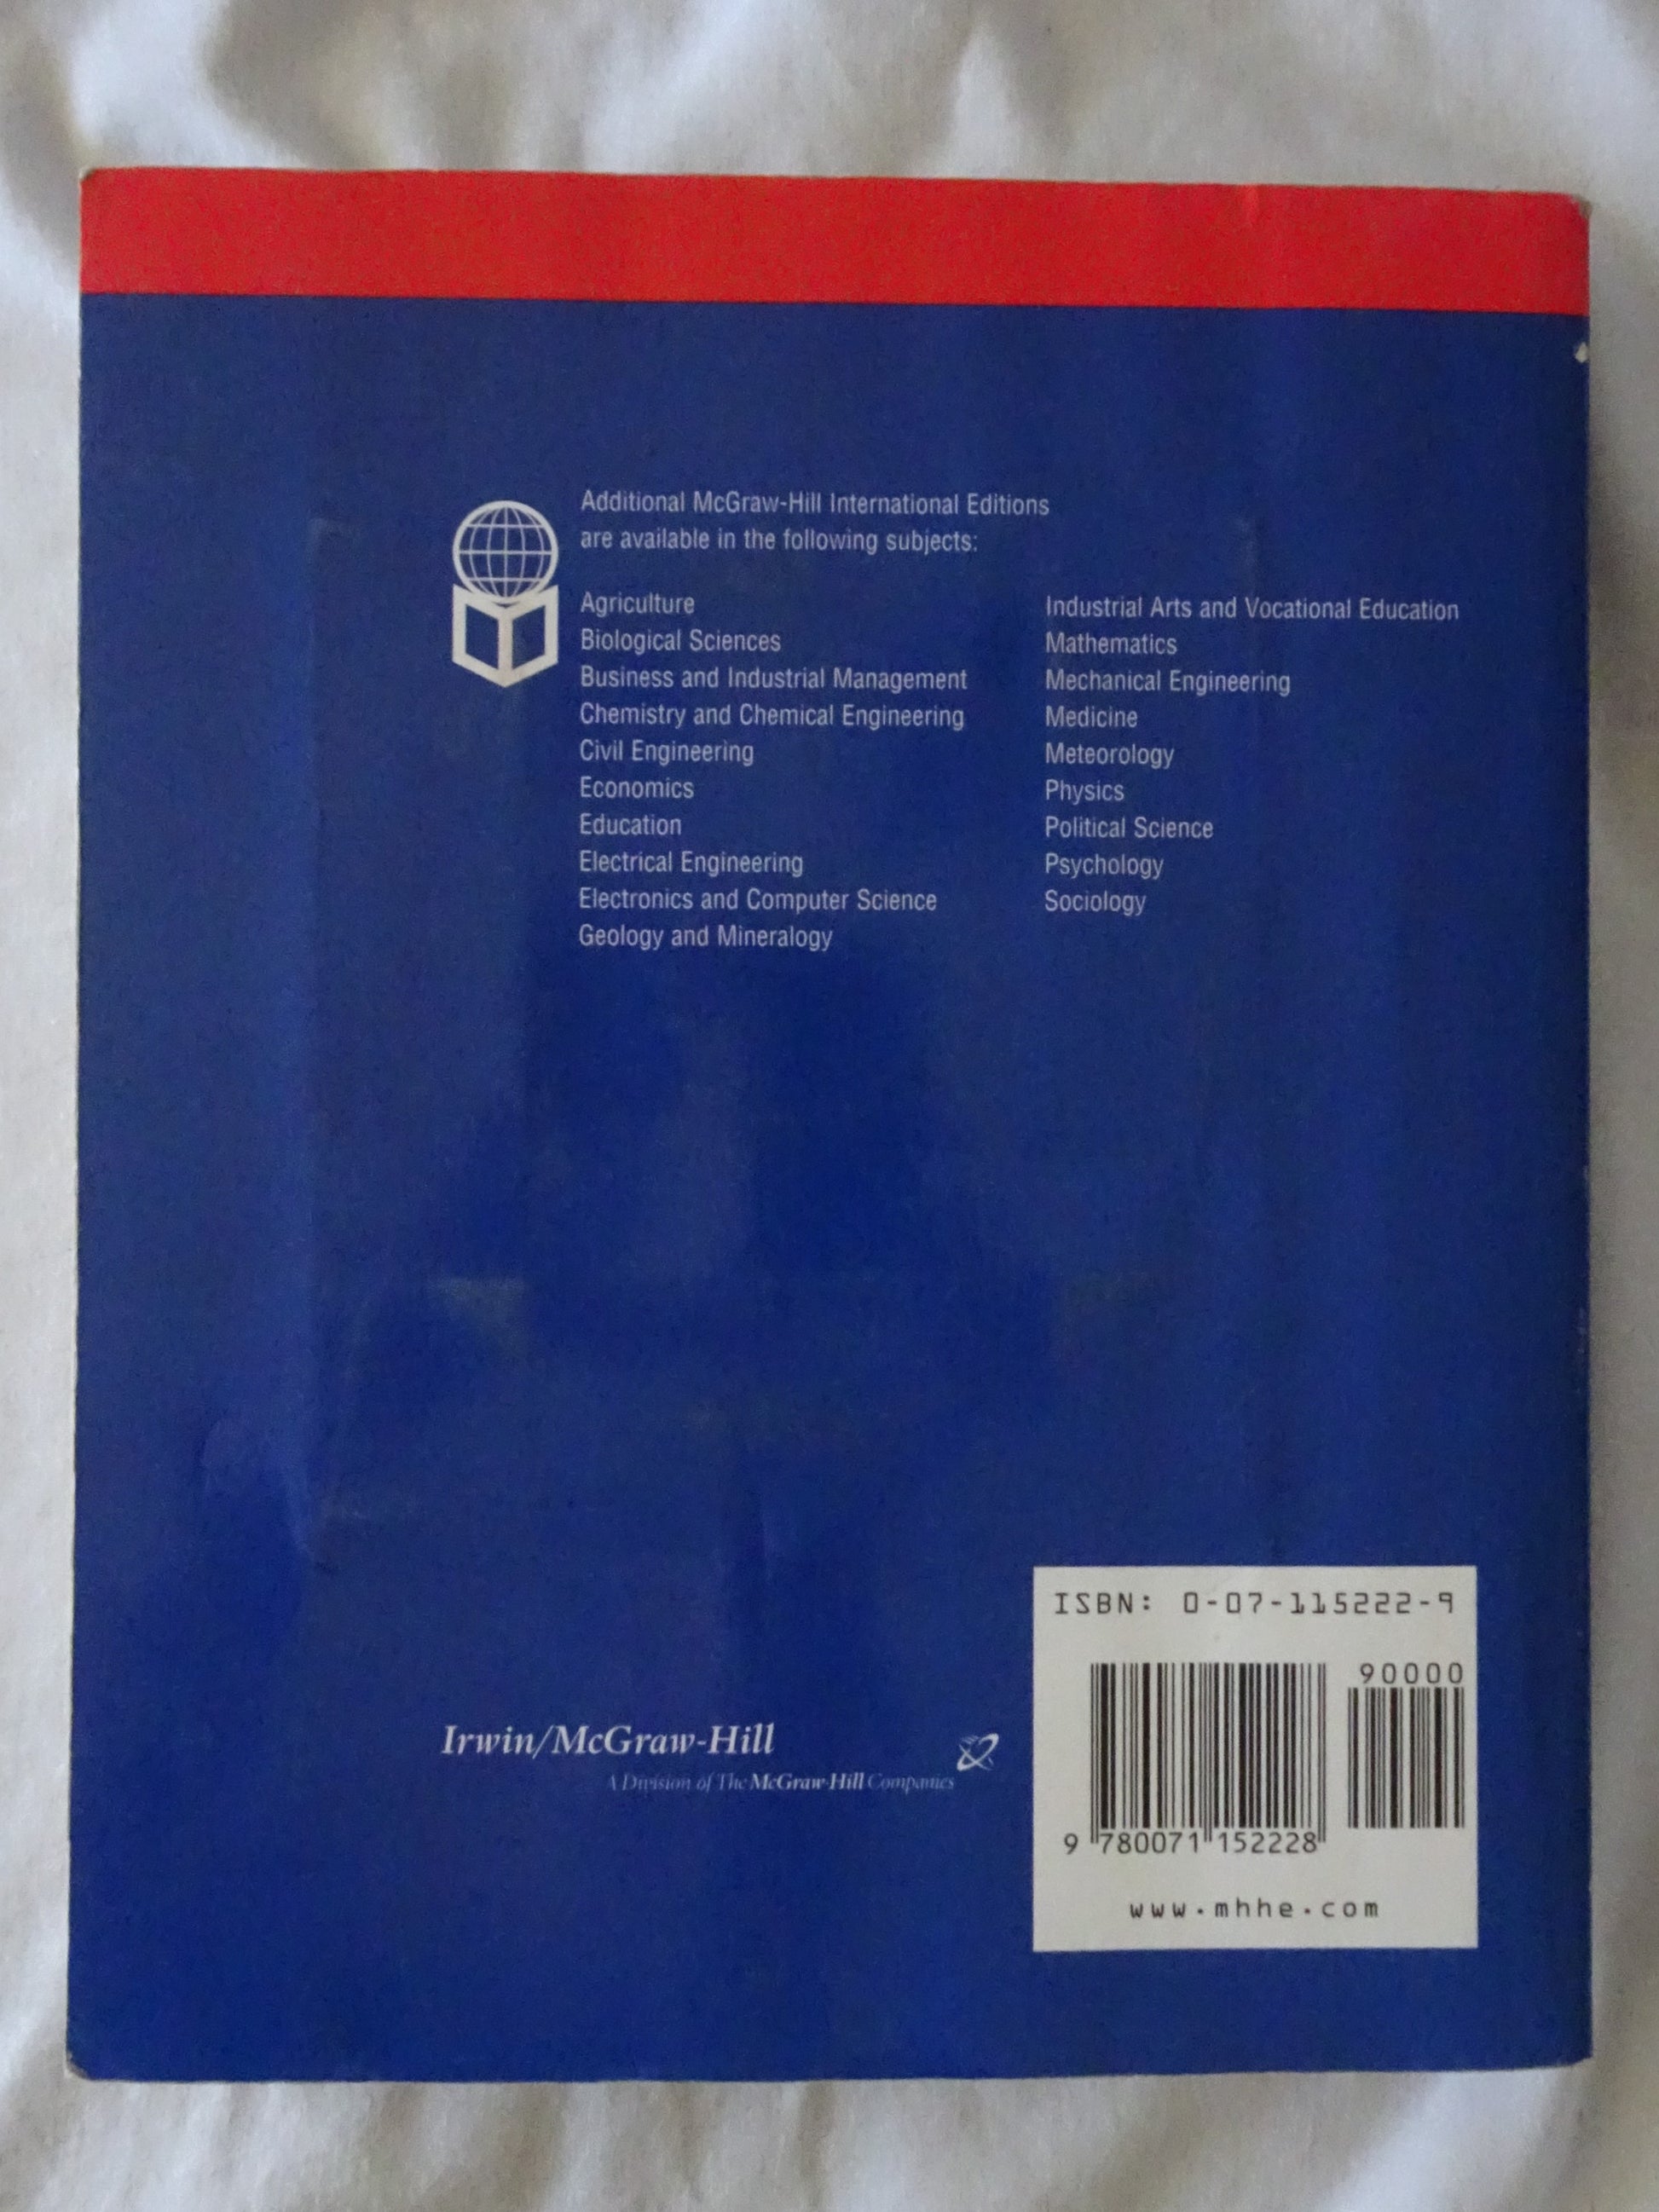 Additional McGraw-Hill International Editions
are available in the following subjects:
Agriculture
Biological Sciences
Business and Industrial Management
Chemistry and Chemical Engineering
Civil Engineering
Economics
Education
Electrical Engineering
Electronics and Computer Science
Geology and Mineralogy
Industrial Arts and Vocational Education
Mathematics
Mechanical Engineering
Medicine
Meteorology
Physics
Political Science
Psychology
Sociology
Irwin/McGraw-Hill
A Division of The McGraw-Hill Companies
ISBN: 0-07-115222-9
90000
9 780071 152228
www.mhhe.com